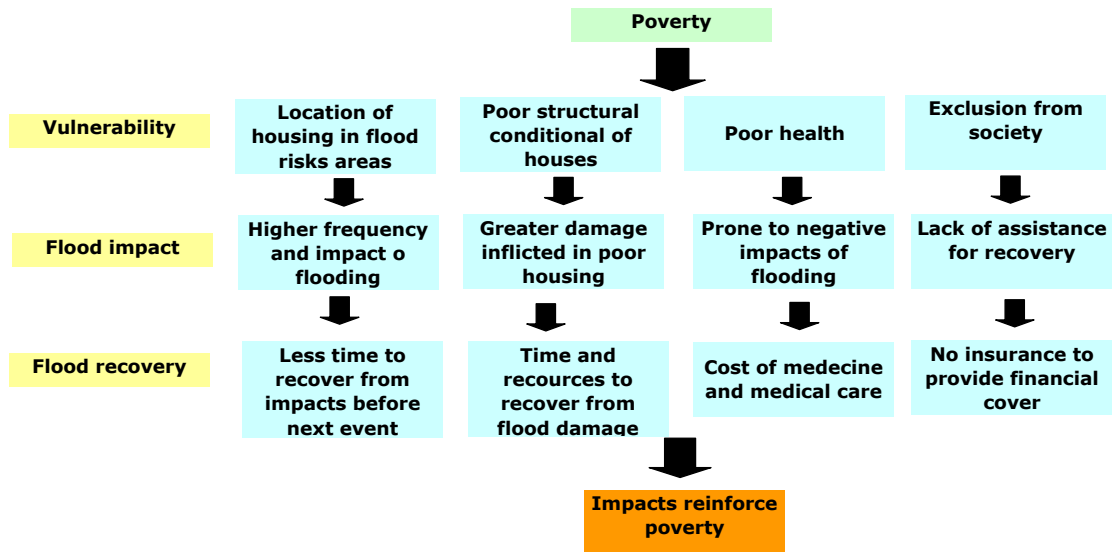 Poverty
Vulnerability
Location of
housing in flood
risks areas
Poor structural
conditional of
houses
Poor health
Exclusion from
society
Flood impact
Higher frequency
and impact o
flooding
Greater damage
inflicted in poor
housing
Prone to negative
impacts of
flooding
Lack of assistance
for recovery
Flood recovery
Less time to
recover from
impacts before
next event
Time and
recources to
recover from
flood damage
Cost of medecine
and medical care
No insurance to
provide financial
cover
Impacts reinforce
poverty